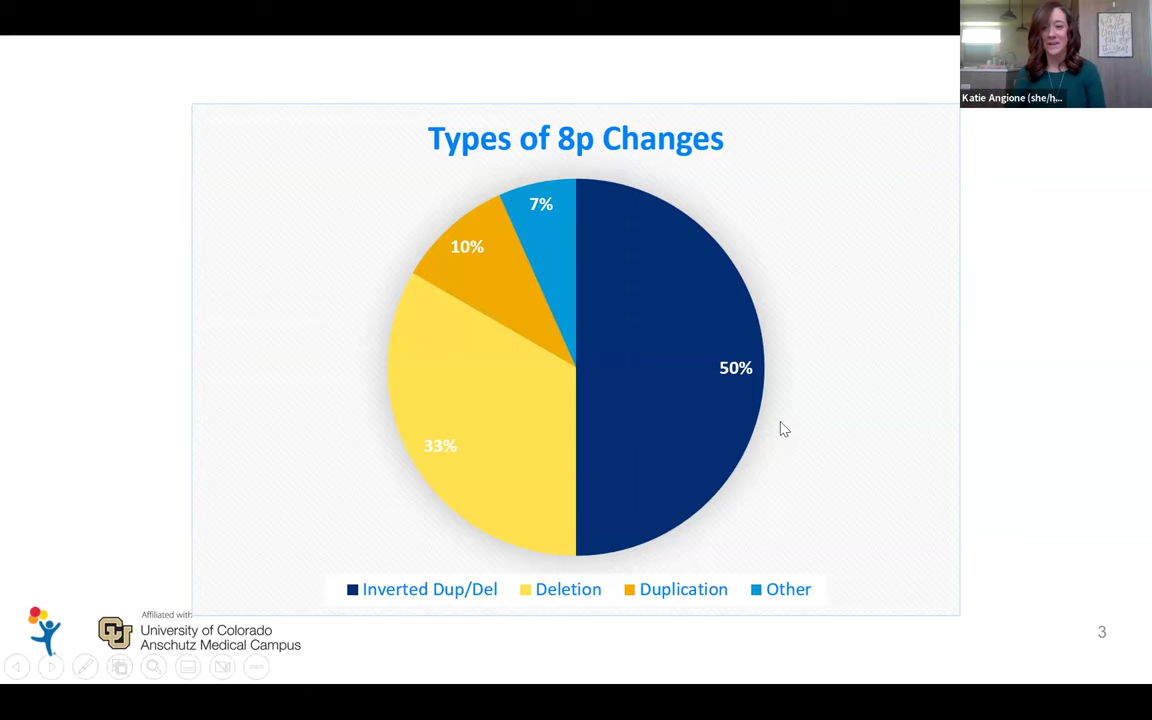 Katie Angione (she/h...
Types of 8p Changes
7%
10%
50%
33%
Inverted Dup/Del
Deletion
Duplication
Other
Affiliated with
University of Colorado
Anschutz Medical Campus
3